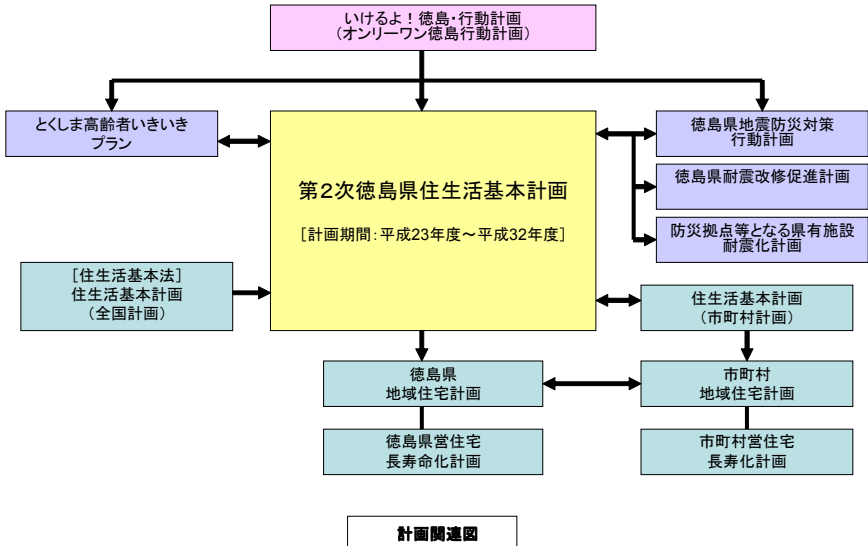 いけるよ！徳島・行動計画
（オンリーワン徳島行動計画）
とくしま高齢者いきいき
プラン
第２次徳島県住生活基本計画
［計画期間：平成23年度～平成32年度］
徳島県地震防災対策
行動計画
徳島県耐震改修促進計画
防災拠点等となる県有施設
耐震化計画
［住生活基本法］
住生活基本計画
（全国計画）
住生活基本計画
（市町村計画）
徳島県
地域住宅計画
市町村
地域住宅計画
徳島県営住宅
長寿命化計画
市町村営住宅
長寿化計画
計画関連図